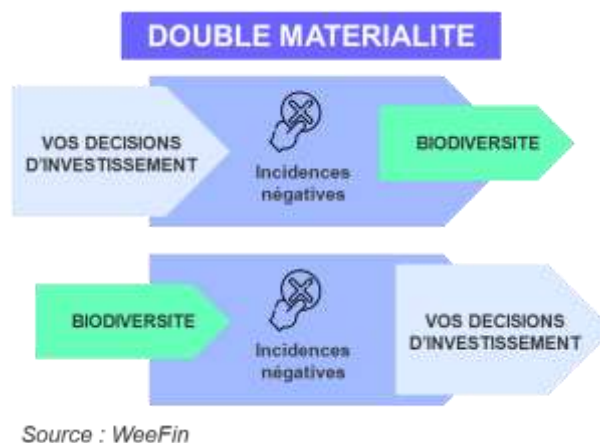 DOUBLE MATERIALITE
VOS DECISIONS
D'INVESTISSEMENT
Incidences
négatives
BIODIVERSITE
BIODIVERSITE
Incidences
négatives
VOS DECISIONS
D'INVESTISSEMENT
Source : WeeFin